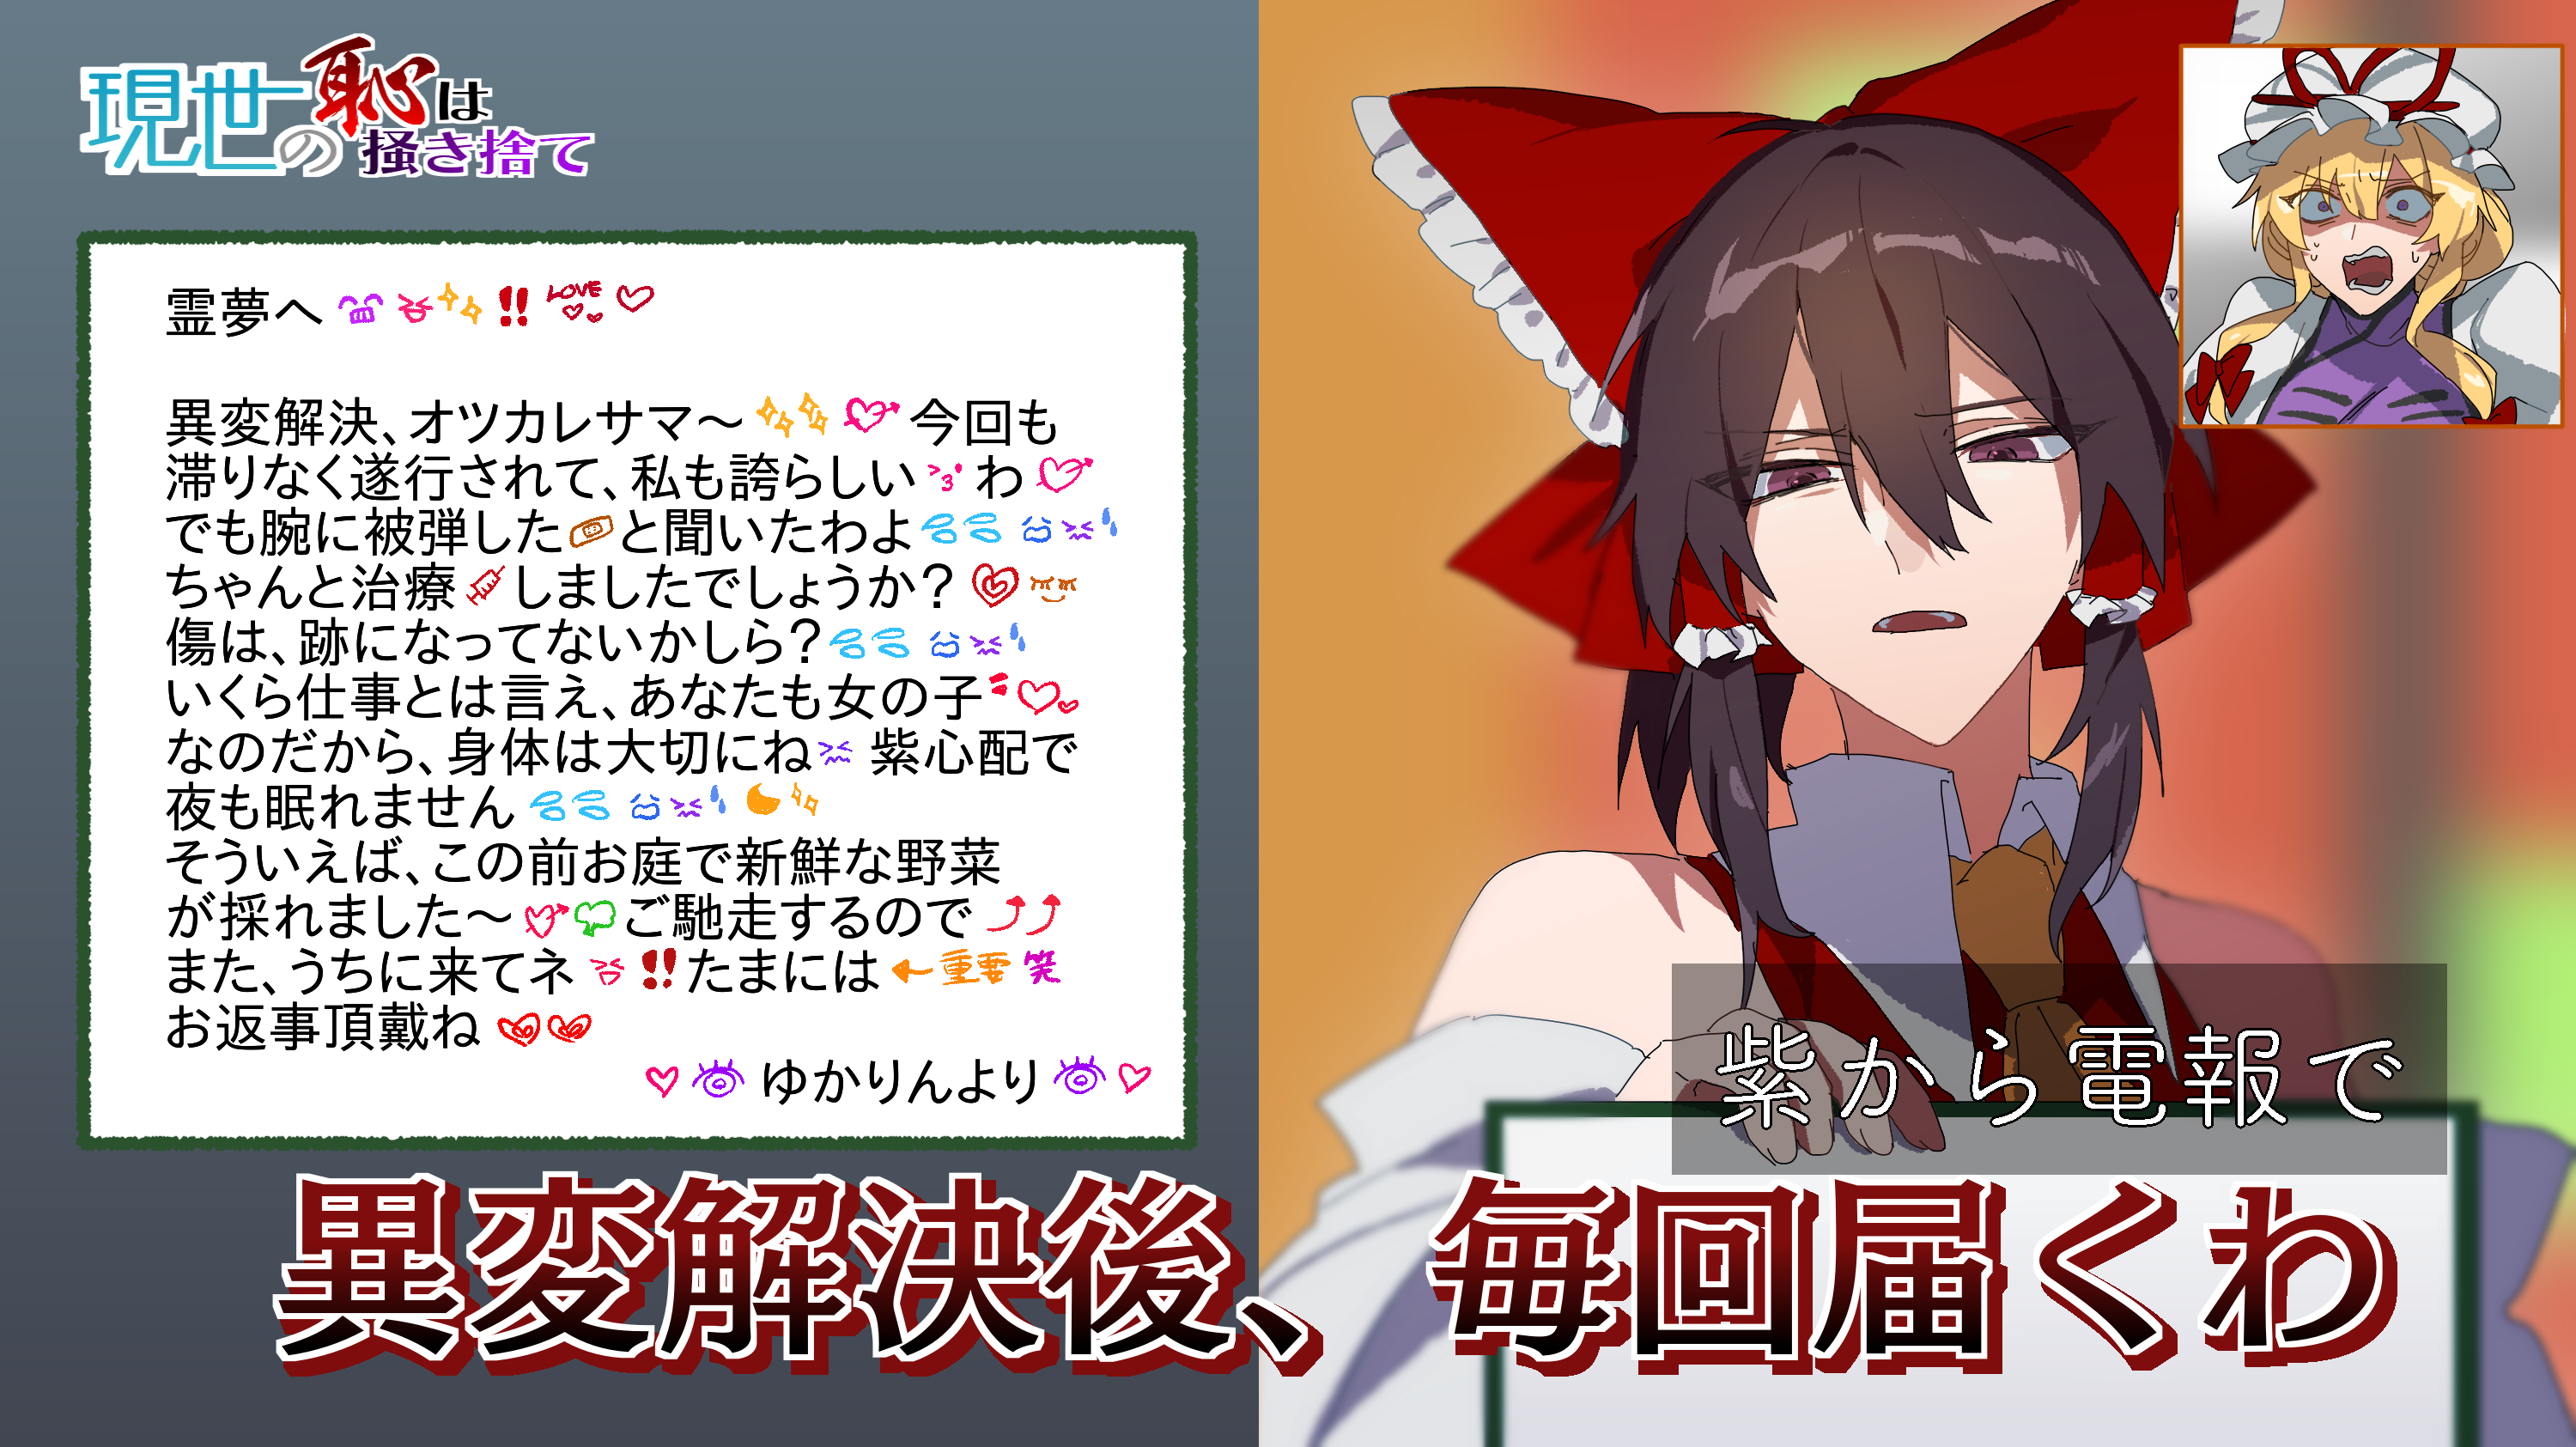 現世の恥は
掻き捨て
霊夢へ!! LOVE
異変解決、オツカレサマ～今回も
滞りなく遂行されて、私も誇らしいわ
でも腕に被弾したと聞いたわよ
ちゃんと治療しましたでしょうか?
傷は、跡になってないかしら?
いくら仕事とは言え、あなたも女の子
なのだから、身体は大切にね 紫心配で
夜も眠れません
そういえば、この前お庭で新鮮な野菜
が採れました～ご馳走するので
また、うちに来てネ!!たまには←重要 笑
お返事頂戴ね
ゆかりんより
紫から電報で
異変解決後、毎回届くわ